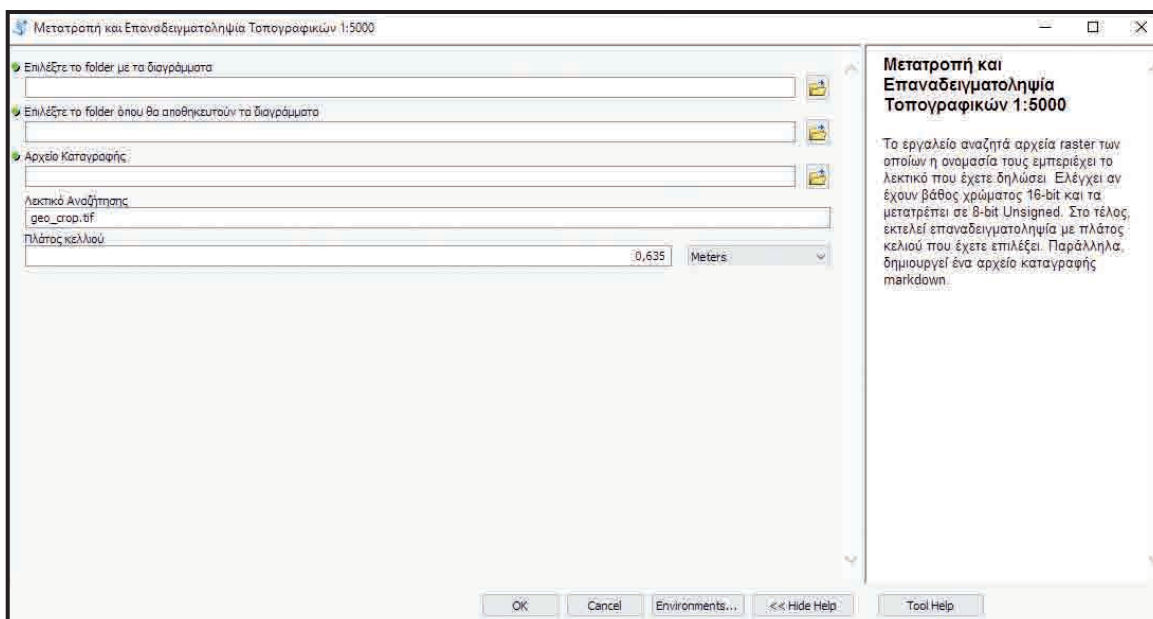 Μετατροπή και Επαναδειγματοληψία Τοπογραφικών 1:5000
Επιλέξτε το folder με τα διαγράμματα
Επιλέξτε το folder όπου θα αποθηκευτούν τα διαγράμματα
Αρχείο Καταγραφής
Λεκτικό Αναζήτησης
geo_crop.tif
Πλάτος κελλιού
0,635 Meters
OK Cancel Environments... << Hide Help Tool Help
Μετατροπή και
Επαναδειγματοληψία
Τοπογραφικών 1:5000
Το εργαλείο αναζητά αρχεία raster των
οποίων η ονομασία τους εμπεριέχει το
λεκτικό που έχετε δηλώσει. Ελέγχει αν
έχουν βάθος χρώματος 16-bit και τα
μετατρέπει σε 8-bit Unsigned. Στο τέλος,
εκτελεί επαναδειγματοληψία με πλάτος
κελιού που έχετε επιλέξει. Παράλληλα,
δημιουργεί ένα αρχείο καταγραφής
markdown.